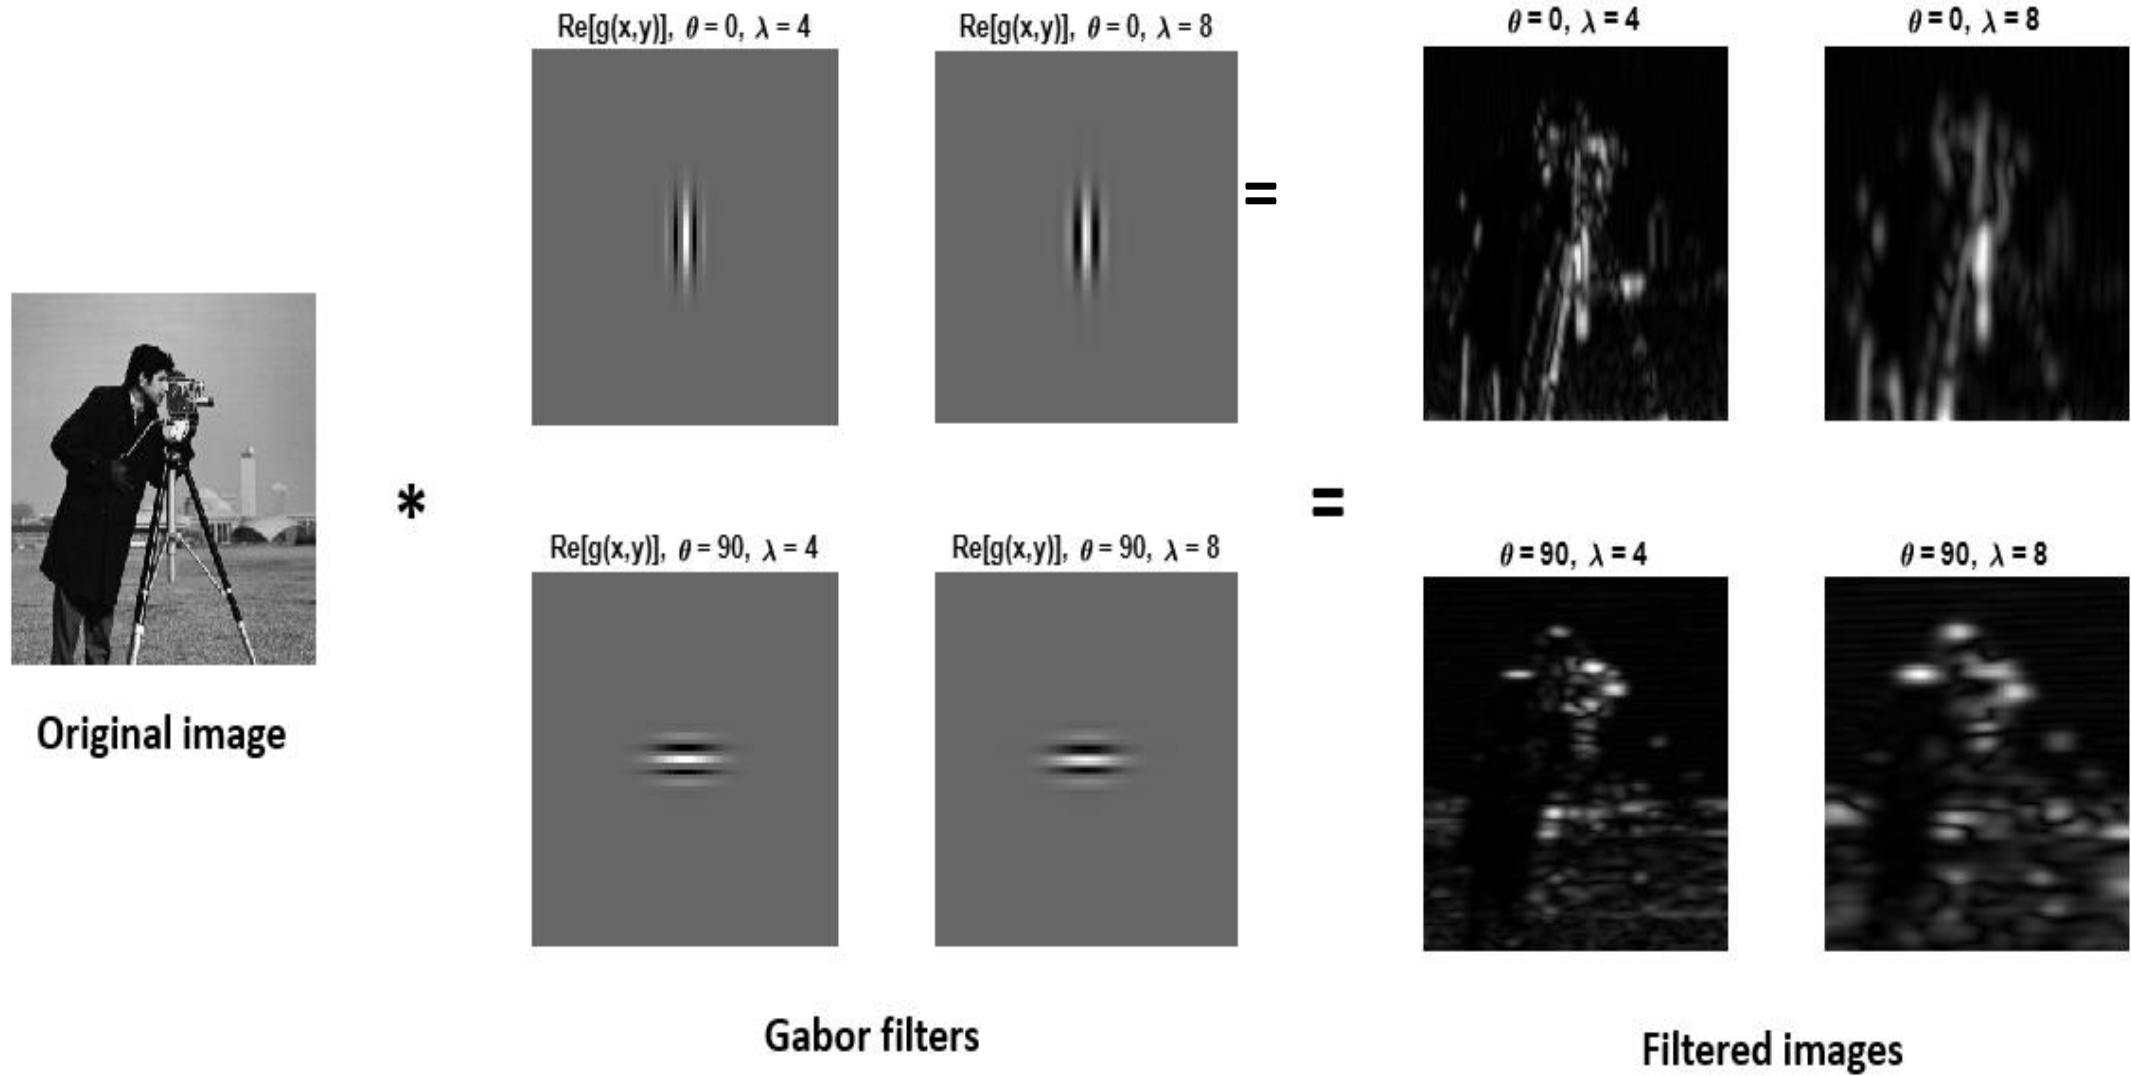 Re[g(x,y)], θ = 0, λ = 4
Re[g(x,y)], θ = 0, λ = 8
θ = 0, λ = 4
θ = 0, λ = 8
=
*
=
Re[g(x,y)], θ = 90, λ = 4
Re[g(x,y)], θ = 90, λ = 8
θ = 90, λ = 4
θ = 90, λ = 8
Original image
Gabor filters
Filtered images